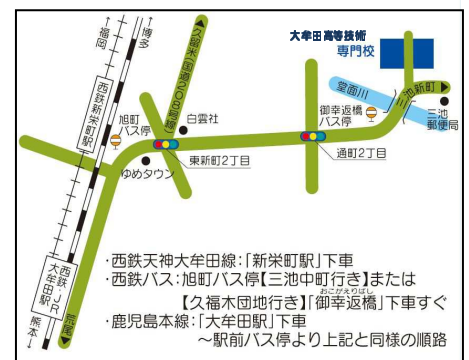 ←福岡
←博多
西鉄新栄町駅
久留米(国道208号線)
大牟田高等技術
専門校
堂面川
三池新町
御幸返橋
バス停
三池
郵便局
旭町
バス停
白雲社
東新町2丁目
通町2丁目
ゆめタウン
西鉄・JR
大牟田駅
熊本
荒尾
・西鉄天神大牟田線:「新栄町駅」下車
・西鉄バス:旭町バス停【三池中町行き】または
おこがえりばし
【久福木団地行き】「御幸返橋」下車すぐ
・鹿児島本線:「大牟田駅」下車
～駅前バス停より上記と同様の順路